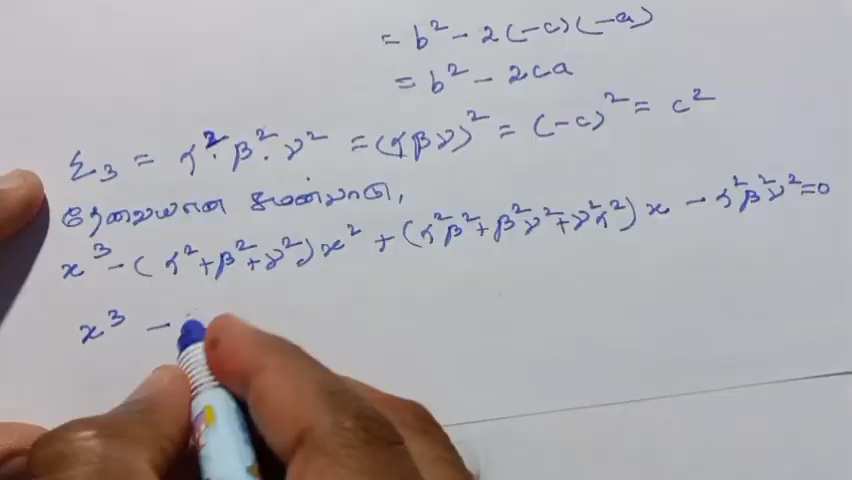 = b² - 2(-c)(-a)
= b² - 2ca
Σ₃ = α² · β² · γ² = (αβγ)² = (-c)² = c²
தேவையான சமன்பாடு,
x³ - (α² + β² + γ²)x² + (α²β² + β²γ² + γ²α²)x - α²β²γ² = 0
x³ -